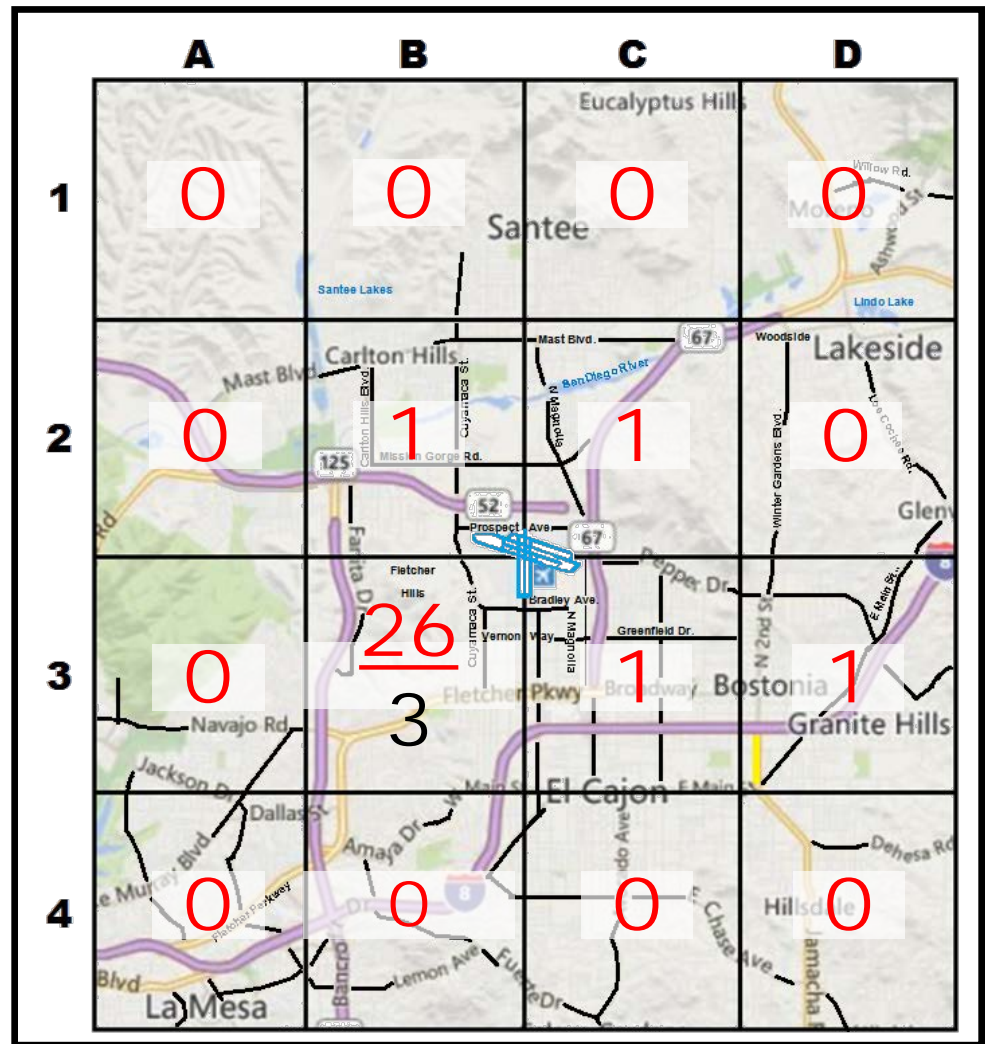 A B C D
Eucalyptus Hills
Willow Rd.
1 0 0 0 0
Moreno
Ashwood St
Santee
Santee Lakes
Lindo Lake
67
Woodside
Mast Blvd.
Carlton Hills
Lakeside
San Diego River
Mast Blvd
Carlton Hills Blvd.
Cuyamaca St.
N Magnolia
Winter Gardens Blvd.
Los Coches Rd.
2 0 1 1 0
Mission Gorge Rd.
125
52
Glenv
Rd
Prospect Ave
67
Fanita Dr
Fletcher
Hills
Pepper Dr
8
Bradley Ave.
E Main St.
26
Cuyamaca St.
Vernon Way
N Magnolia
Greenfield Dr.
N 2nd St
3 0 1 1
Fletcher Pkwy
Broadway
Bostonia
3
Navajo Rd
Granite Hills
Jackson Dr
W Main St
El Cajon
E Main St
Dallas St
Amaya Dr
Dehesa Rd
ee Murray Blvd
Fletcher Parkway
8
4 0 0 0 0
Dr
Hillsdale
Chase Ave
Jamacha R
Blvd
Bancro
Lemon Ave
Fuerte Dr
La Mesa